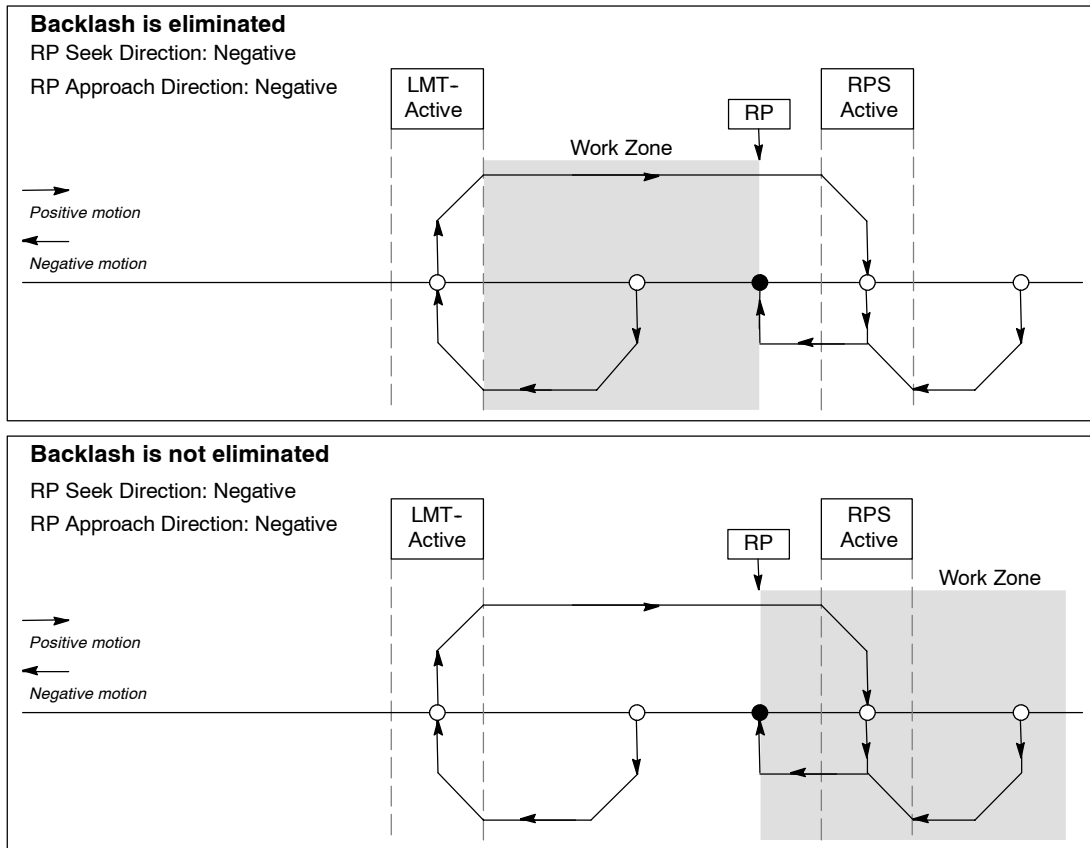 Backlash is eliminated
RP Seek Direction: Negative
RP Approach Direction: Negative
LMT-
Active
RP
RPS
Active
Work Zone
Positive motion
Negative motion
Backlash is not eliminated
RP Seek Direction: Negative
RP Approach Direction: Negative
LMT-
Active
RP
RPS
Active
Work Zone
Positive motion
Negative motion